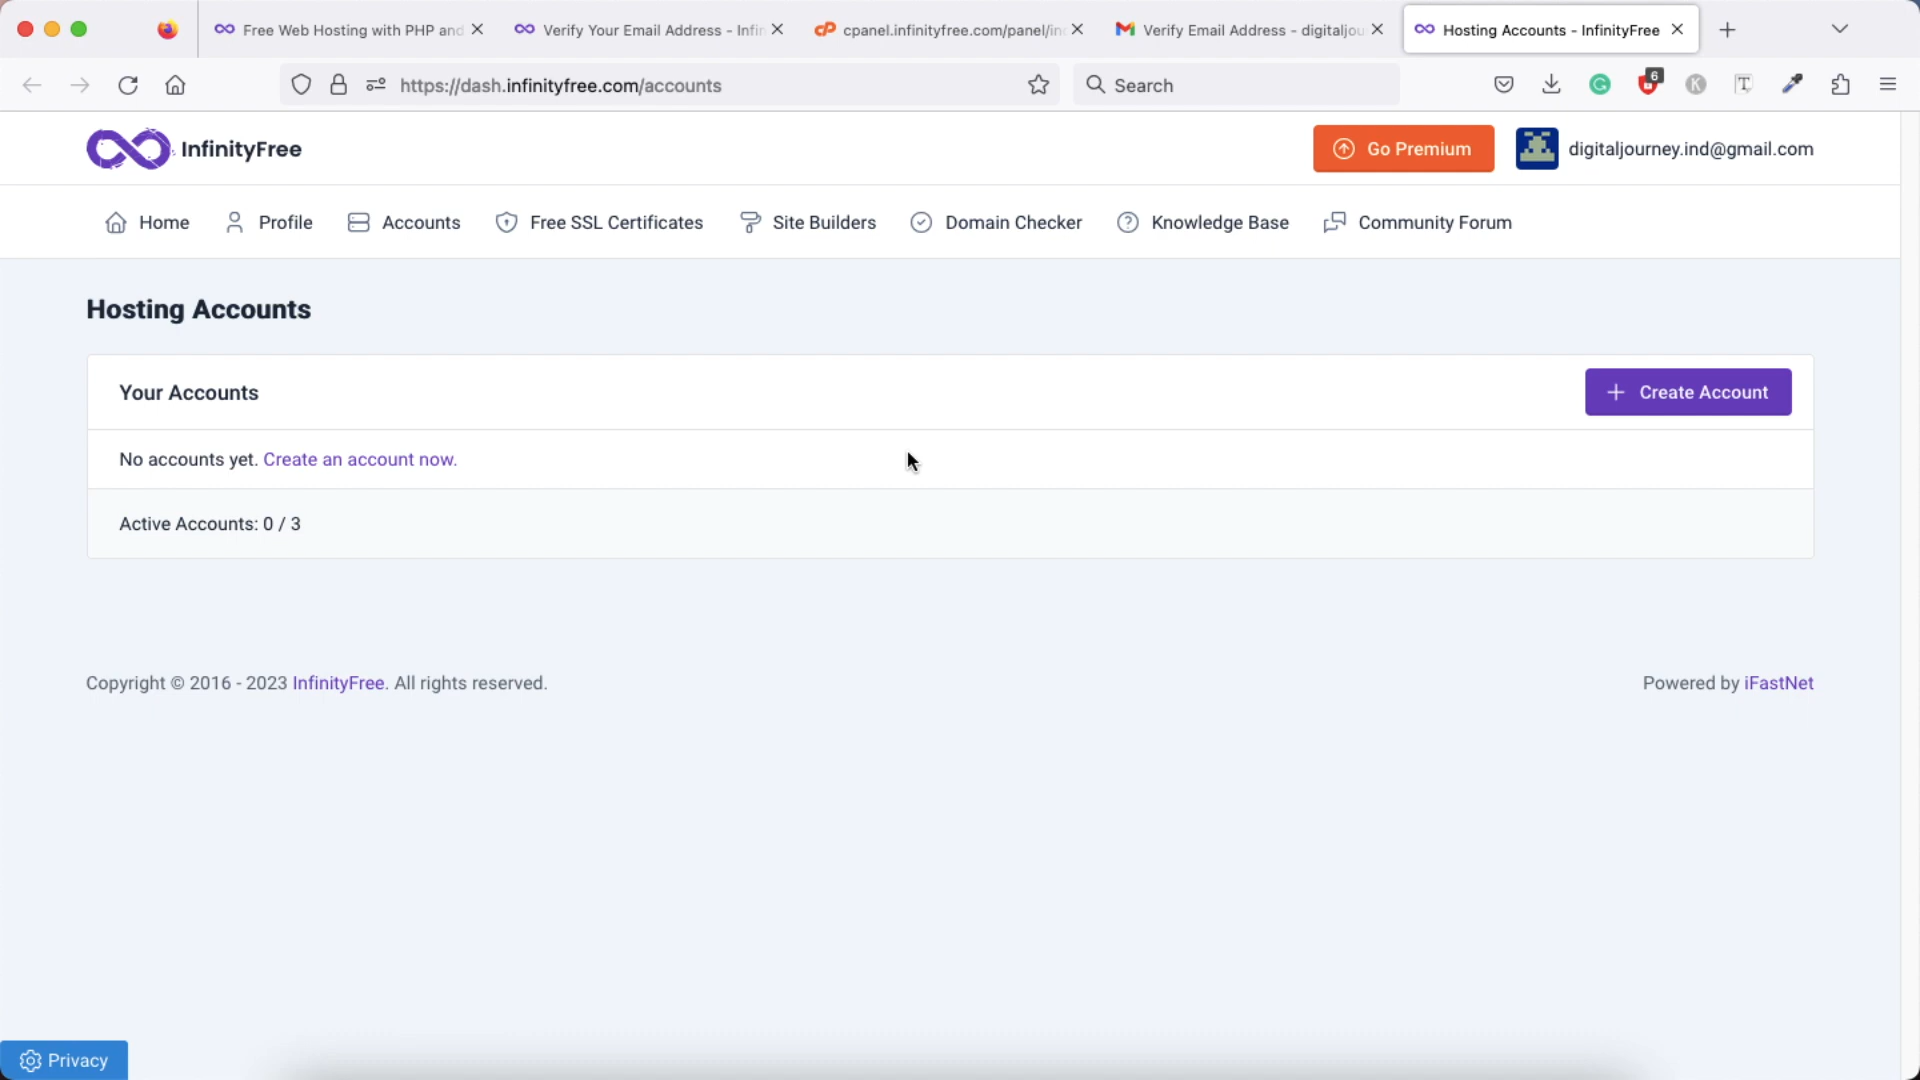 Free Web Hosting with PHP and
Verify Your Email Address - Infin
cpanel.infinityfree.com/panel/in
Verify Email Address - digitaljou
Hosting Accounts - InfinityFree
https://dash.infinityfree.com/accounts
Search
6
InfinityFree
Go Premium
digitaljourney.ind@gmail.com
Home
Profile
Accounts
Free SSL Certificates
Site Builders
Domain Checker
Knowledge Base
Community Forum
Hosting Accounts
Your Accounts
Create Account
No accounts yet. Create an account now.
Active Accounts: 0 / 3
Copyright © 2016 - 2023 InfinityFree. All rights reserved.
Powered by iFastNet
Privacy